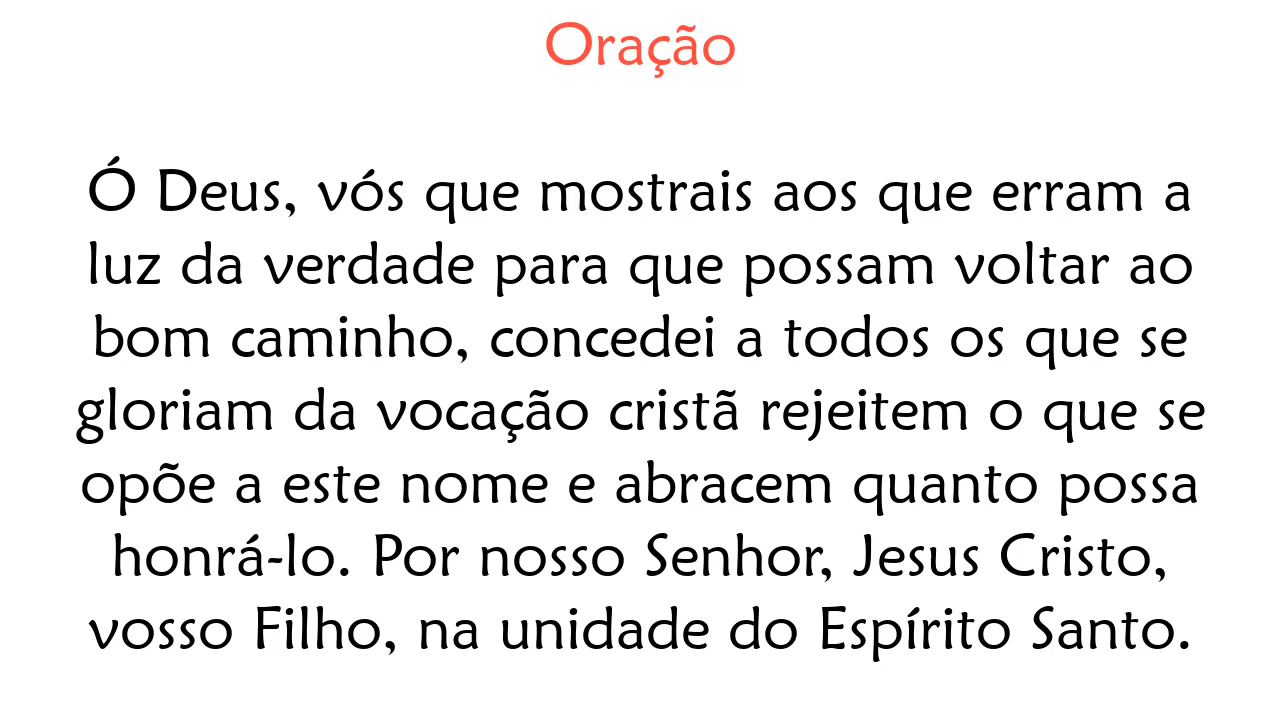 Oração
Ó Deus, vós que mostrais aos que erram a
luz da verdade para que possam voltar ao
bom caminho, concedei a todos os que se
gloriam da vocação cristã rejeitem o que se
opõe a este nome e abracem quanto possa
honrá-lo. Por nosso Senhor, Jesus Cristo,
vosso Filho, na unidade do Espírito Santo.